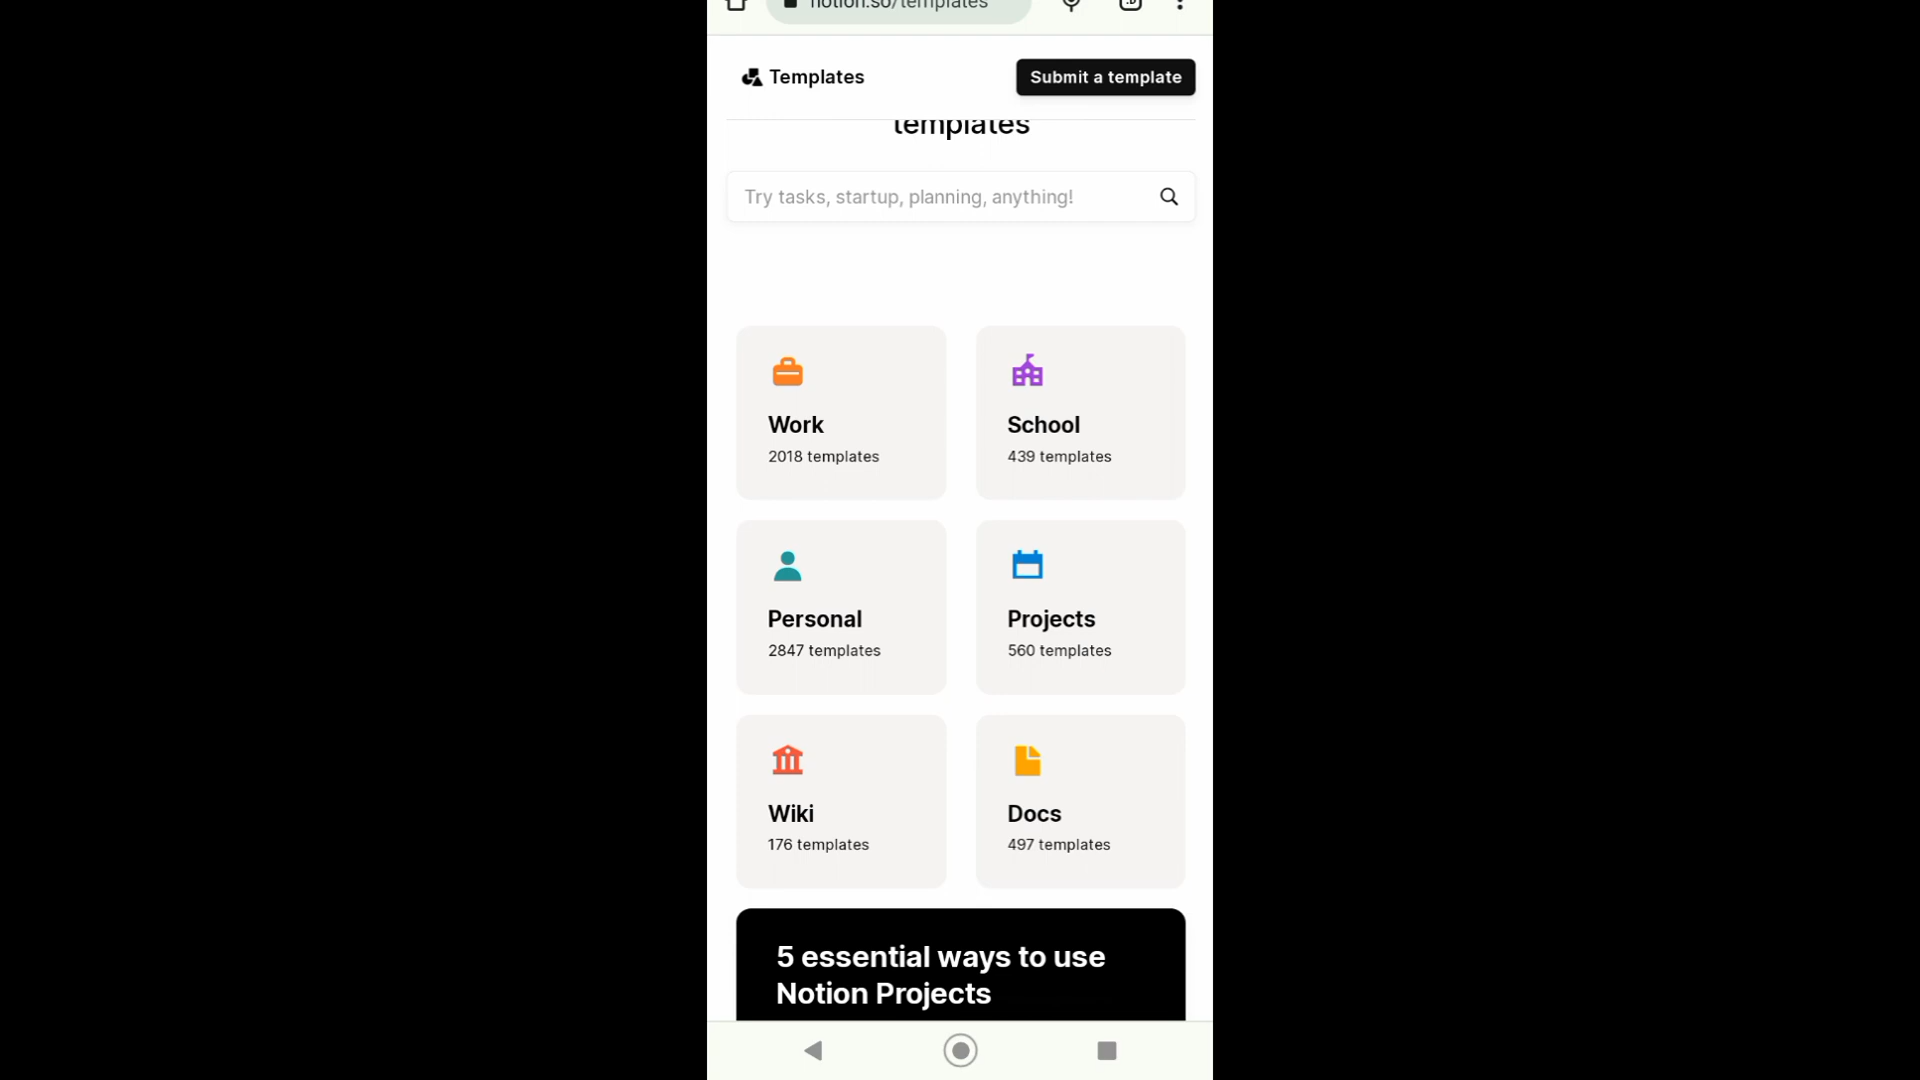 notion.so/templates
Templates
Submit a template
templates
Try tasks, startup, planning, anything!
Work
2018 templates
School
439 templates
Personal
2847 templates
Projects
560 templates
Wiki
176 templates
Docs
497 templates
5 essential ways to use
Notion Projects